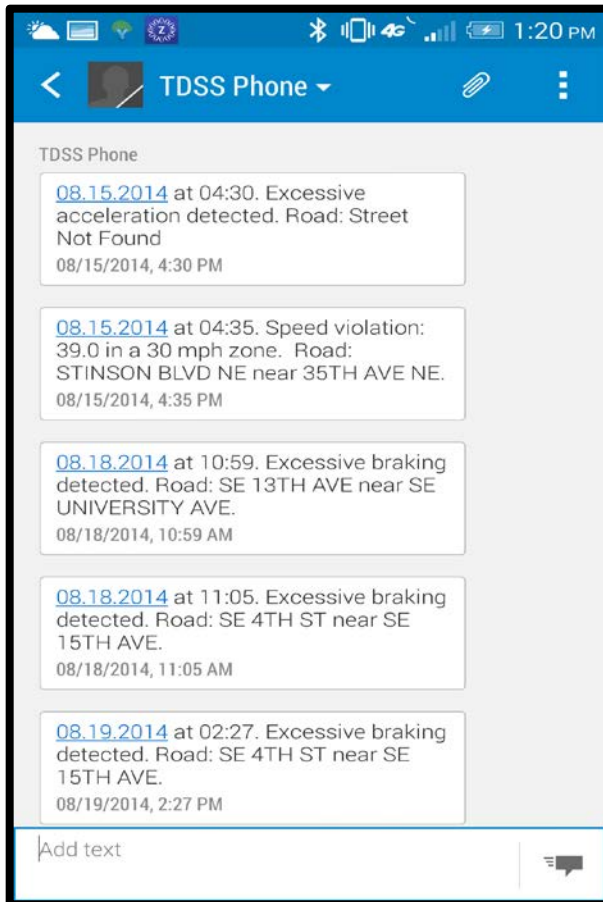 Z
4G
1:20 PM
TDSS Phone
TDSS Phone
08.15.2014 at 04:30. Excessive
acceleration detected. Road: Street
Not Found
08/15/2014, 4:30 PM
08.15.2014 at 04:35. Speed violation:
39.0 in a 30 mph zone.  Road:
STINSON BLVD NE near 35TH AVE NE.
08/15/2014, 4:35 PM
08.18.2014 at 10:59. Excessive braking
detected. Road: SE 13TH AVE near SE
UNIVERSITY AVE.
08/18/2014, 10:59 AM
08.18.2014 at 11:05. Excessive braking
detected. Road: SE 4TH ST near SE
15TH AVE.
08/18/2014, 11:05 AM
08.19.2014 at 02:27. Excessive braking
detected. Road: SE 4TH ST near SE
15TH AVE.
08/19/2014, 2:27 PM
Add text